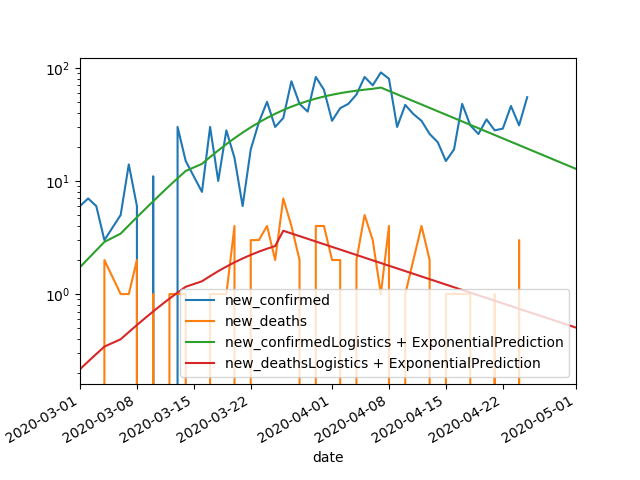 10²
10¹
10⁰
new_confirmed
new_deaths
new_confirmedLogistics + ExponentialPrediction
new_deathsLogistics + ExponentialPrediction
2020-03-01
2020-03-08
2020-03-15
2020-03-22
2020-04-01
2020-04-08
2020-04-15
2020-04-22
2020-05-01
date